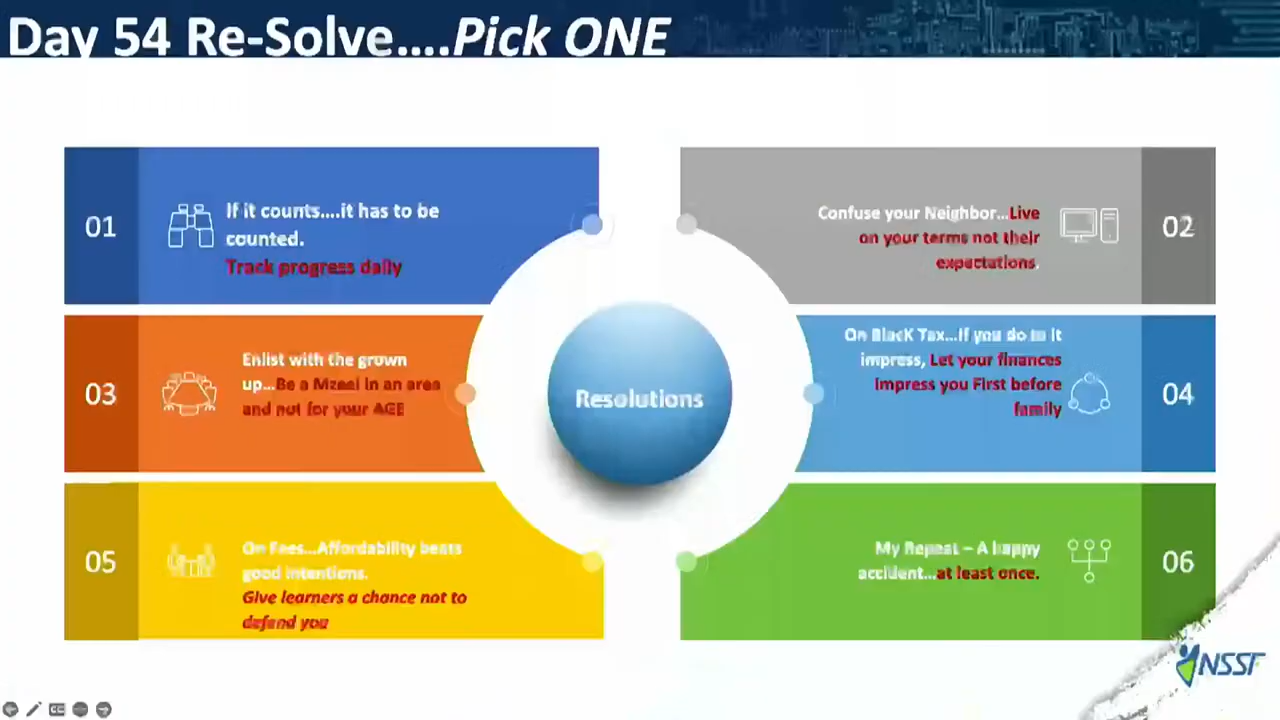 Day 54 Re-Solve....Pick ONE
01
If it counts....it has to be
counted.
Track progress daily
Confuse your Neighbor...Live
on your terms not their
expectations.
02
03
Enlist with the grown
up...Be a Mzeei in an area
and not for your AGE
Resolutions
On BlacK Tax...If you do to it
impress, Let your finances
impress you First before
family
04
05
On Fees...Affordability beats
good intentions.
Give learners a chance not to
defend you
My Repeat – A happy
accident...at least once.
06
NSSF